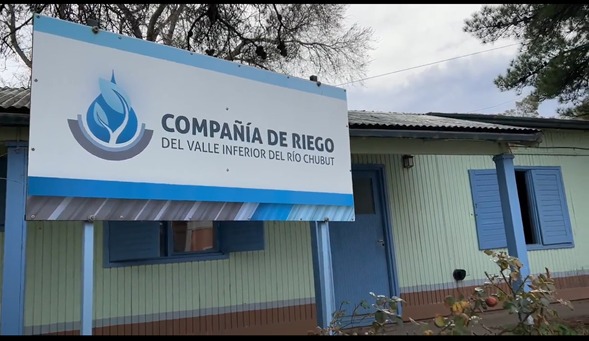 COMPAÑÍA DE RIEGO
DEL VALLE INFERIOR DEL RÍO CHUBUT